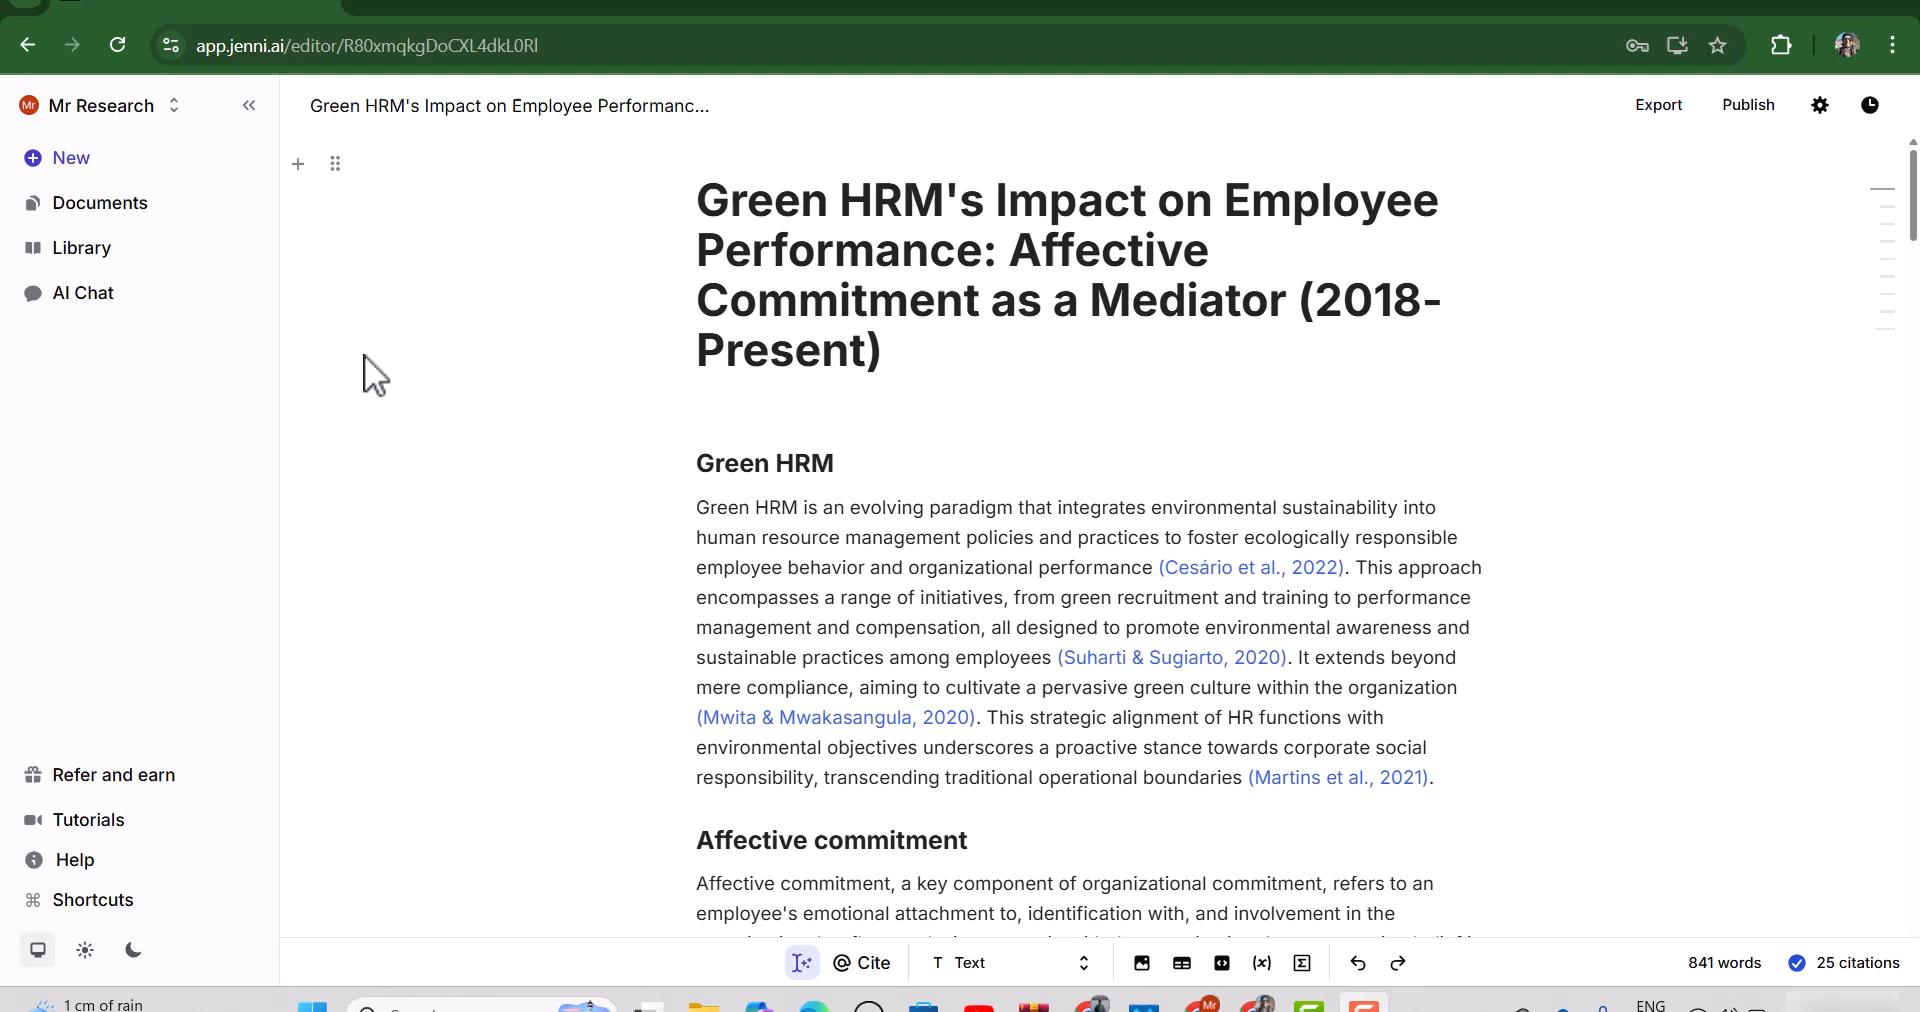 app.jenni.ai/editor/R80xmqkgDoCXL4dkL0Rl
Mr Mr Research
Green HRM's Impact on Employee Performanc...
Export
Publish
New
Documents
Library
AI Chat
Green HRM's Impact on Employee
Performance: Affective
Commitment as a Mediator (2018-
Present)
Green HRM
Green HRM is an evolving paradigm that integrates environmental sustainability into
human resource management policies and practices to foster ecologically responsible
employee behavior and organizational performance (Cesário et al., 2022). This approach
encompasses a range of initiatives, from green recruitment and training to performance
management and compensation, all designed to promote environmental awareness and
sustainable practices among employees (Suharti & Sugiarto, 2020). It extends beyond
mere compliance, aiming to cultivate a pervasive green culture within the organization
(Mwita & Mwakasangula, 2020). This strategic alignment of HR functions with
environmental objectives underscores a proactive stance towards corporate social
responsibility, transcending traditional operational boundaries (Martins et al., 2021).
Affective commitment
Affective commitment, a key component of organizational commitment, refers to an
employee's emotional attachment to, identification with, and involvement in the
Refer and earn
Tutorials
Help
Shortcuts
Cite
T Text
841 words
25 citations
1 cm of rain
Mr
ENG